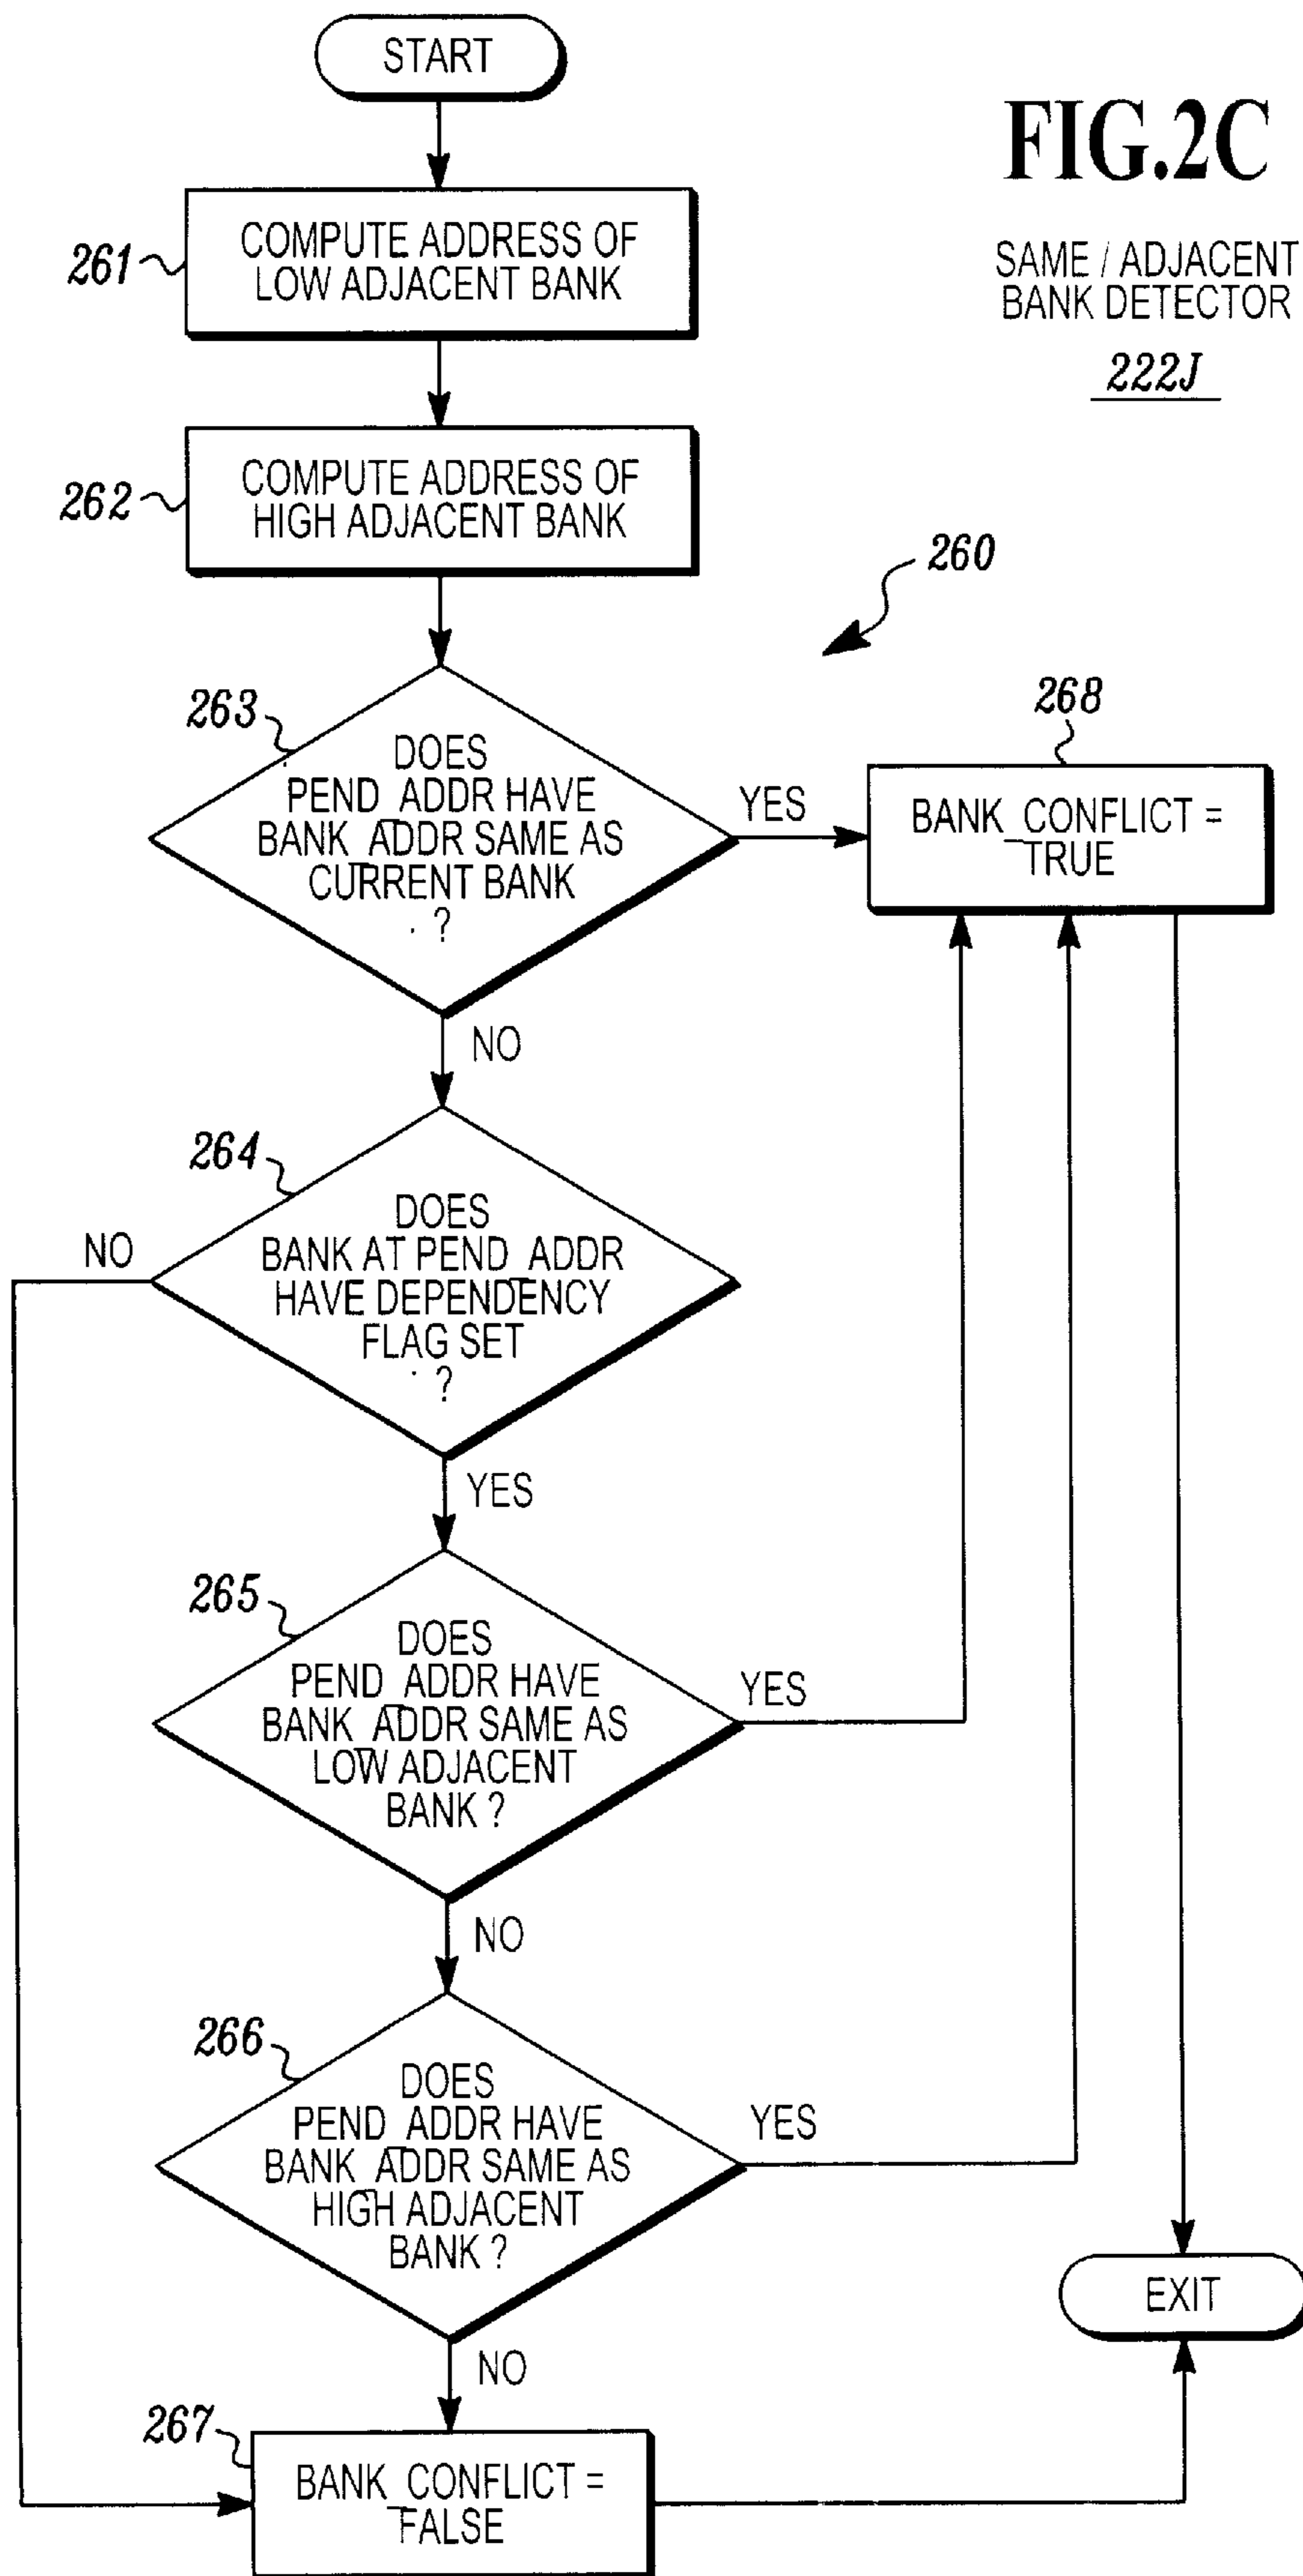 START
FIG.2C
SAME / ADJACENT
BANK DETECTOR
222J
261
COMPUTE ADDRESS OF
LOW ADJACENT BANK
262
COMPUTE ADDRESS OF
HIGH ADJACENT BANK
260
263
DOES
PEND_ADDR HAVE
BANK_ADDR SAME AS
CURRENT BANK
?
YES
268
BANK_CONFLICT =
TRUE
NO
264
DOES
BANK AT PEND_ADDR
HAVE DEPENDENCY
FLAG SET
?
NO
YES
265
DOES
PEND_ADDR HAVE
BANK_ADDR SAME AS
LOW ADJACENT
BANK ?
YES
NO
266
DOES
PEND_ADDR HAVE
BANK_ADDR SAME AS
HIGH ADJACENT
BANK ?
YES
EXIT
NO
267
BANK_CONFLICT =
FALSE